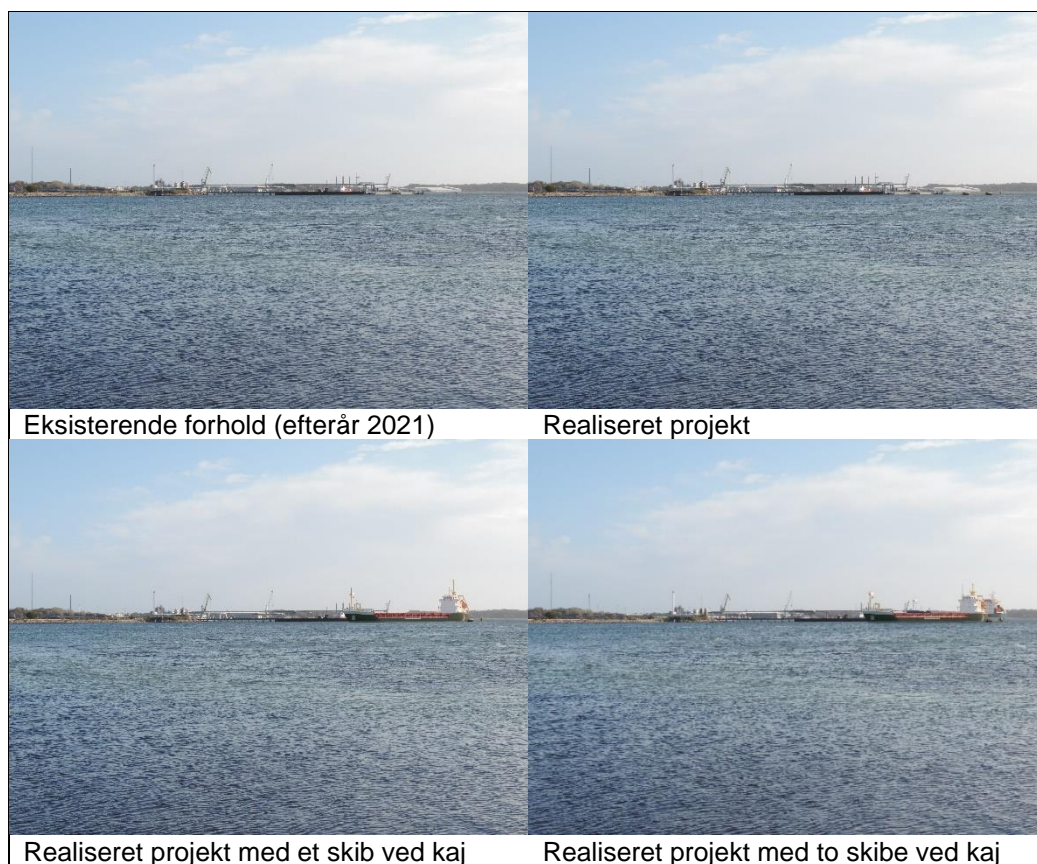 Eksisterende forhold (efterår 2021)
Realiseret projekt
Realiseret projekt med et skib ved kaj
Realiseret projekt med to skibe ved kaj